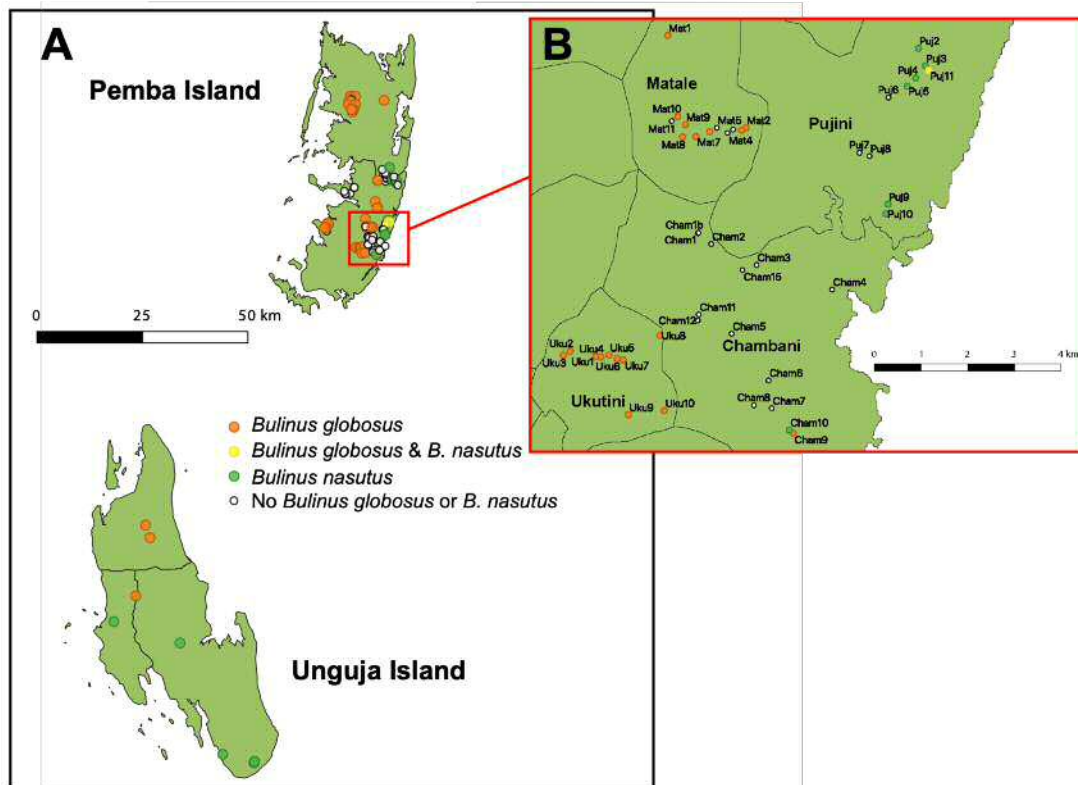 A
Pemba Island
0 25 50 km
Bulinus globosus
Bulinus globosus & B. nasutus
Bulinus nasutus
No Bulinus globosus or B. nasutus
Unguja Island
B
Mat1
Matale
Mat10
Mat9
Mat5
Mat2
Mat11
Mat8
Mat7
Mat4
Puj2
Puj3
Puj4
Puj11
Puj6
Puj5
Pujini
Puj7
Puj8
Puj9
Puj10
Cham1b
Cham1
Cham2
Cham3
Cham15
Cham4
Cham11
Cham12
Cham5
Chambani
0 1 2 3 4 km
Uku8
Uku2
Uku4
Uku5
Uku3
Uku1
Uku6
Uku7
Ukutini
Uku9
Uku10
Cham6
Cham8
Cham7
Cham10
Cham9